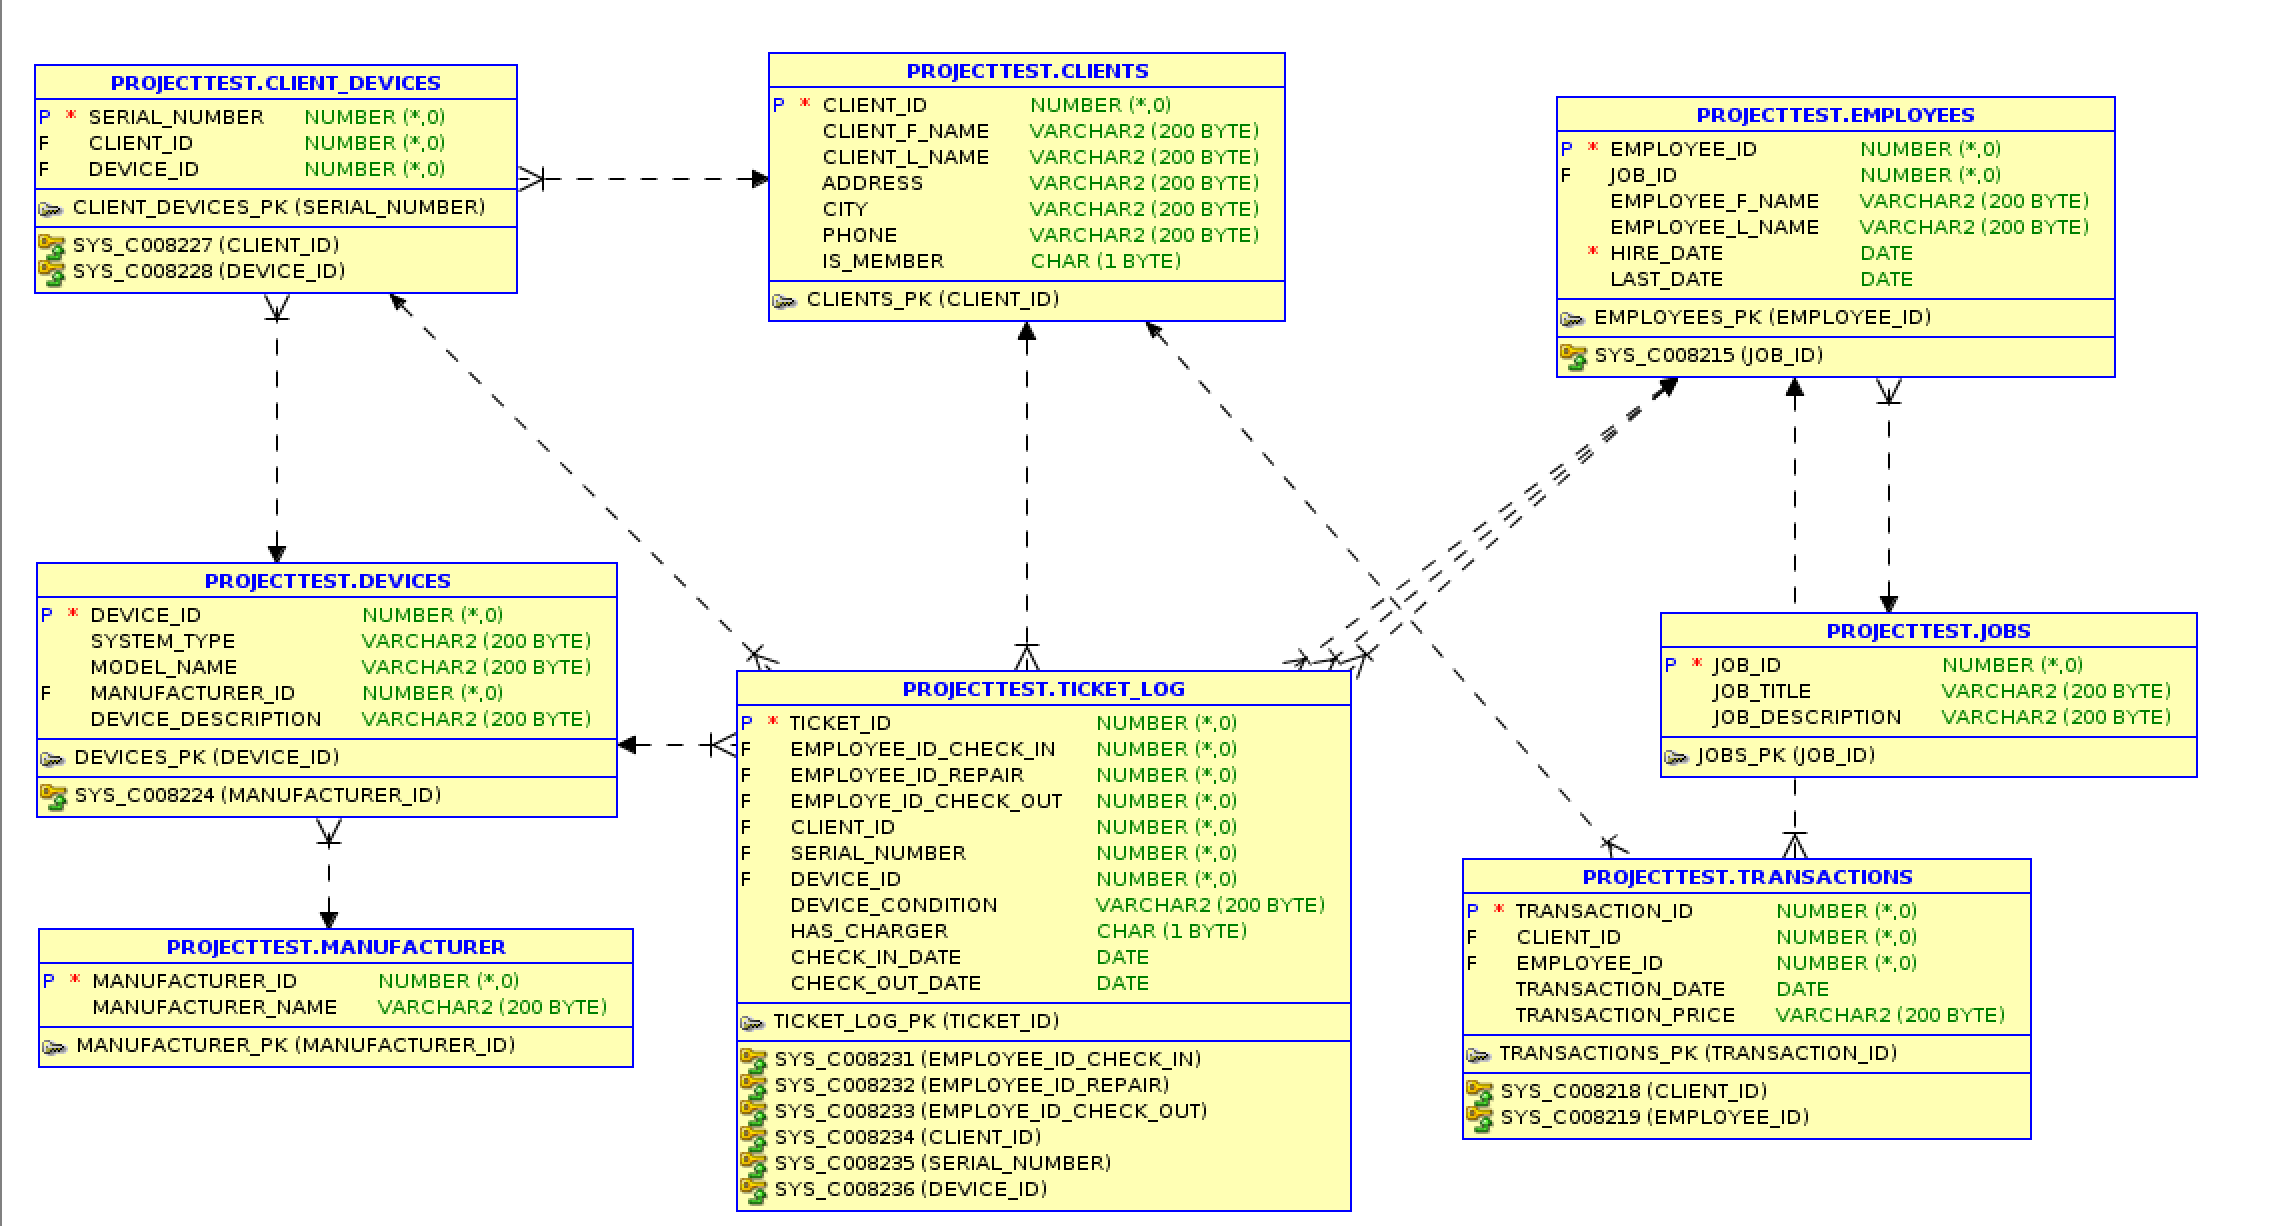 PROJECTTEST.CLIENT_DEVICES
P * SERIAL_NUMBER NUMBER (*,0)
F CLIENT_ID NUMBER (*,0)
F DEVICE_ID NUMBER (*,0)
CLIENT_DEVICES_PK (SERIAL_NUMBER)
SYS_C008227 (CLIENT_ID)
SYS_C008228 (DEVICE_ID)
PROJECTTEST.CLIENTS
P * CLIENT_ID NUMBER (*,0)
CLIENT_F_NAME VARCHAR2 (200 BYTE)
CLIENT_L_NAME VARCHAR2 (200 BYTE)
ADDRESS VARCHAR2 (200 BYTE)
CITY VARCHAR2 (200 BYTE)
PHONE VARCHAR2 (200 BYTE)
IS_MEMBER CHAR (1 BYTE)
CLIENTS_PK (CLIENT_ID)
PROJECTTEST.EMPLOYEES
P * EMPLOYEE_ID NUMBER (*,0)
F JOB_ID NUMBER (*,0)
EMPLOYEE_F_NAME VARCHAR2 (200 BYTE)
EMPLOYEE_L_NAME VARCHAR2 (200 BYTE)
* HIRE_DATE DATE
LAST_DATE DATE
EMPLOYEES_PK (EMPLOYEE_ID)
SYS_C008215 (JOB_ID)
PROJECTTEST.DEVICES
P * DEVICE_ID NUMBER (*,0)
SYSTEM_TYPE VARCHAR2 (200 BYTE)
MODEL_NAME VARCHAR2 (200 BYTE)
F MANUFACTURER_ID NUMBER (*,0)
DEVICE_DESCRIPTION VARCHAR2 (200 BYTE)
DEVICES_PK (DEVICE_ID)
SYS_C008224 (MANUFACTURER_ID)
PROJECTTEST.JOBS
P * JOB_ID NUMBER (*,0)
JOB_TITLE VARCHAR2 (200 BYTE)
JOB_DESCRIPTION VARCHAR2 (200 BYTE)
JOBS_PK (JOB_ID)
PROJECTTEST.TICKET_LOG
P * TICKET_ID NUMBER (*,0)
F EMPLOYEE_ID_CHECK_IN NUMBER (*,0)
F EMPLOYEE_ID_REPAIR NUMBER (*,0)
F EMPLOYE_ID_CHECK_OUT NUMBER (*,0)
F CLIENT_ID NUMBER (*,0)
F SERIAL_NUMBER NUMBER (*,0)
F DEVICE_ID NUMBER (*,0)
DEVICE_CONDITION VARCHAR2 (200 BYTE)
HAS_CHARGER CHAR (1 BYTE)
CHECK_IN_DATE DATE
CHECK_OUT_DATE DATE
TICKET_LOG_PK (TICKET_ID)
SYS_C008231 (EMPLOYEE_ID_CHECK_IN)
SYS_C008232 (EMPLOYEE_ID_REPAIR)
SYS_C008233 (EMPLOYE_ID_CHECK_OUT)
SYS_C008234 (CLIENT_ID)
SYS_C008235 (SERIAL_NUMBER)
SYS_C008236 (DEVICE_ID)
PROJECTTEST.MANUFACTURER
P * MANUFACTURER_ID NUMBER (*,0)
MANUFACTURER_NAME VARCHAR2 (200 BYTE)
MANUFACTURER_PK (MANUFACTURER_ID)
PROJECTTEST.TRANSACTIONS
P * TRANSACTION_ID NUMBER (*,0)
F CLIENT_ID NUMBER (*,0)
F EMPLOYEE_ID NUMBER (*,0)
TRANSACTION_DATE DATE
TRANSACTION_PRICE VARCHAR2 (200 BYTE)
TRANSACTIONS_PK (TRANSACTION_ID)
SYS_C008218 (CLIENT_ID)
SYS_C008219 (EMPLOYEE_ID)